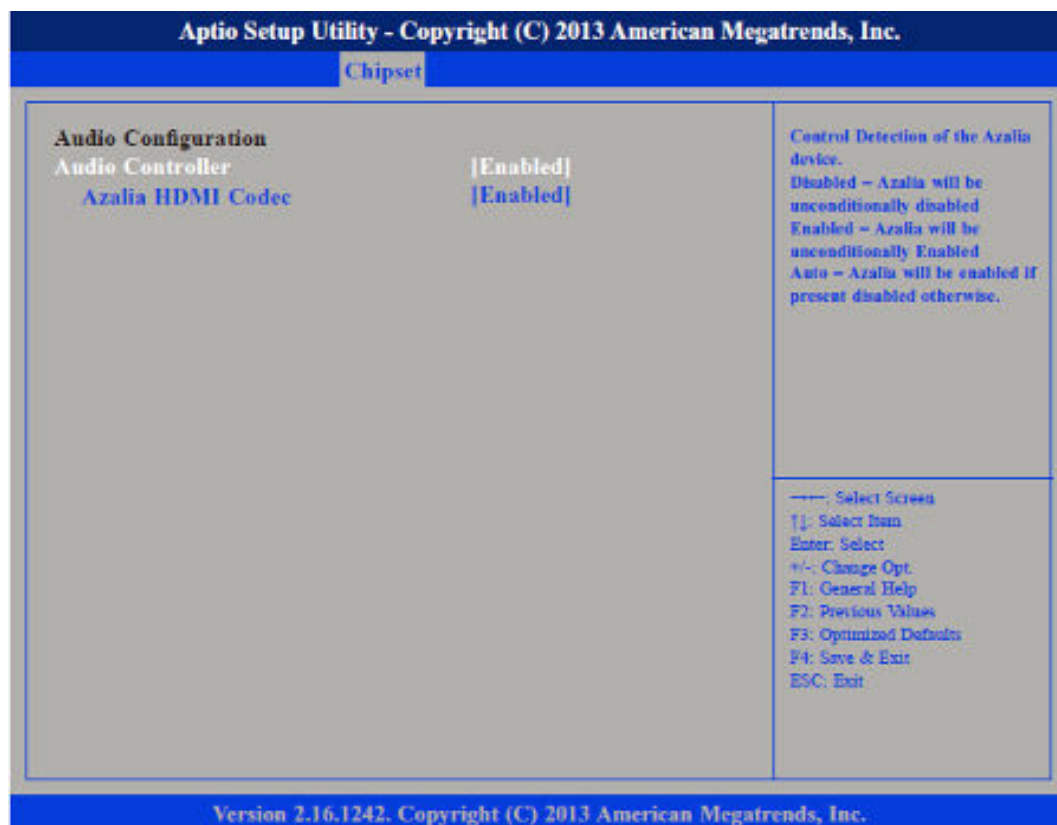 Aptio Setup Utility - Copyright (C) 2013 American Megatrends, Inc.
Chipset
Audio Configuration
Audio Controller [Enabled]
Azalia HDMI Codec [Enabled]
Control Detection of the Azalia
device.
Disabled – Azalia will be
unconditionally disabled
Enabled – Azalia will be
unconditionally Enabled
Auto – Azalia will be enabled if
present disabled otherwise.
→←: Select Screen
↑↓: Select Item
Enter: Select
+/-: Change Opt.
F1: General Help
F2: Previous Values
F3: Optimized Defaults
F4: Save & Exit
ESC: Exit
Version 2.16.1242. Copyright (C) 2013 American Megatrends, Inc.